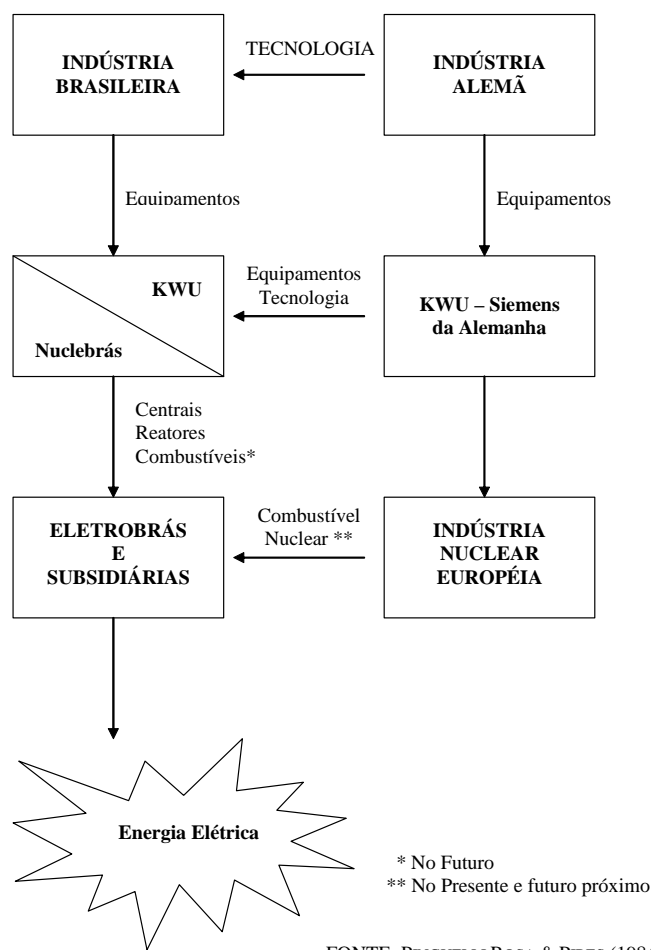 INDÚSTRIA
BRASILEIRA
TECNOLOGIA
INDÚSTRIA
ALEMÃ
Equipamentos
Equipamentos
KWU
Nuclebrás
Equipamentos
Tecnologia
KWU – Siemens
da Alemanha
Centrais
Reatores
Combustíveis*
ELETROBRÁS
E
SUBSIDIÁRIAS
Combustível
Nuclear **
INDÚSTRIA
NUCLEAR
EUROPÉIA
Energia Elétrica
* No Futuro
** No Presente e futuro próximo
FONTE